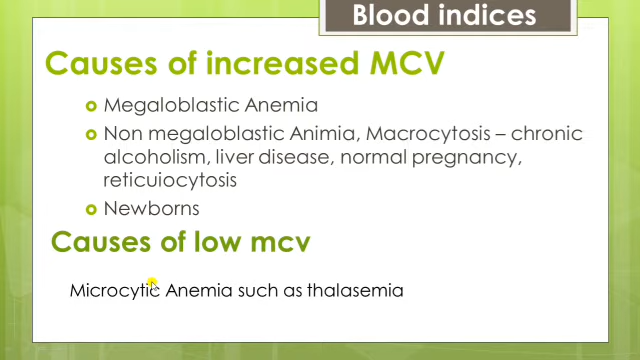 Blood indices
Causes of increased MCV
Megaloblastic Anemia
Non megaloblastic Animia, Macrocytosis – chronic
alcoholism, liver disease, normal pregnancy,
reticuiocytosis
Newborns
Causes of low mcv
Microcytic Anemia such as thalasemia